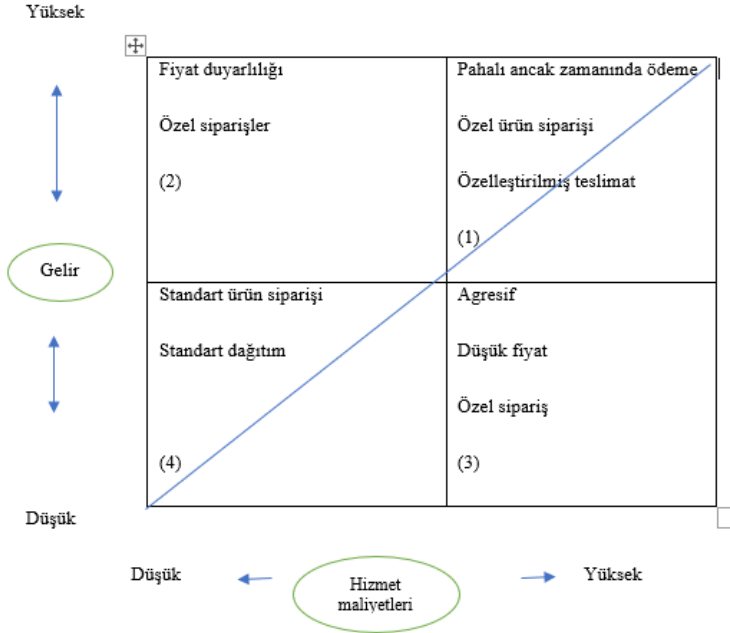 Yüksek
Fiyat duyarlılığı
Özel siparişler
(2)
Pahalı ancak zamanında ödeme
Özel ürün siparişi
Özelleştirilmiş teslimat
(1)
Gelir
Standart ürün siparişi
Standart dağıtım
(4)
Agresif
Düşük fiyat
Özel sipariş
(3)
Düşük
Düşük
Hizmet
maliyetleri
Yüksek